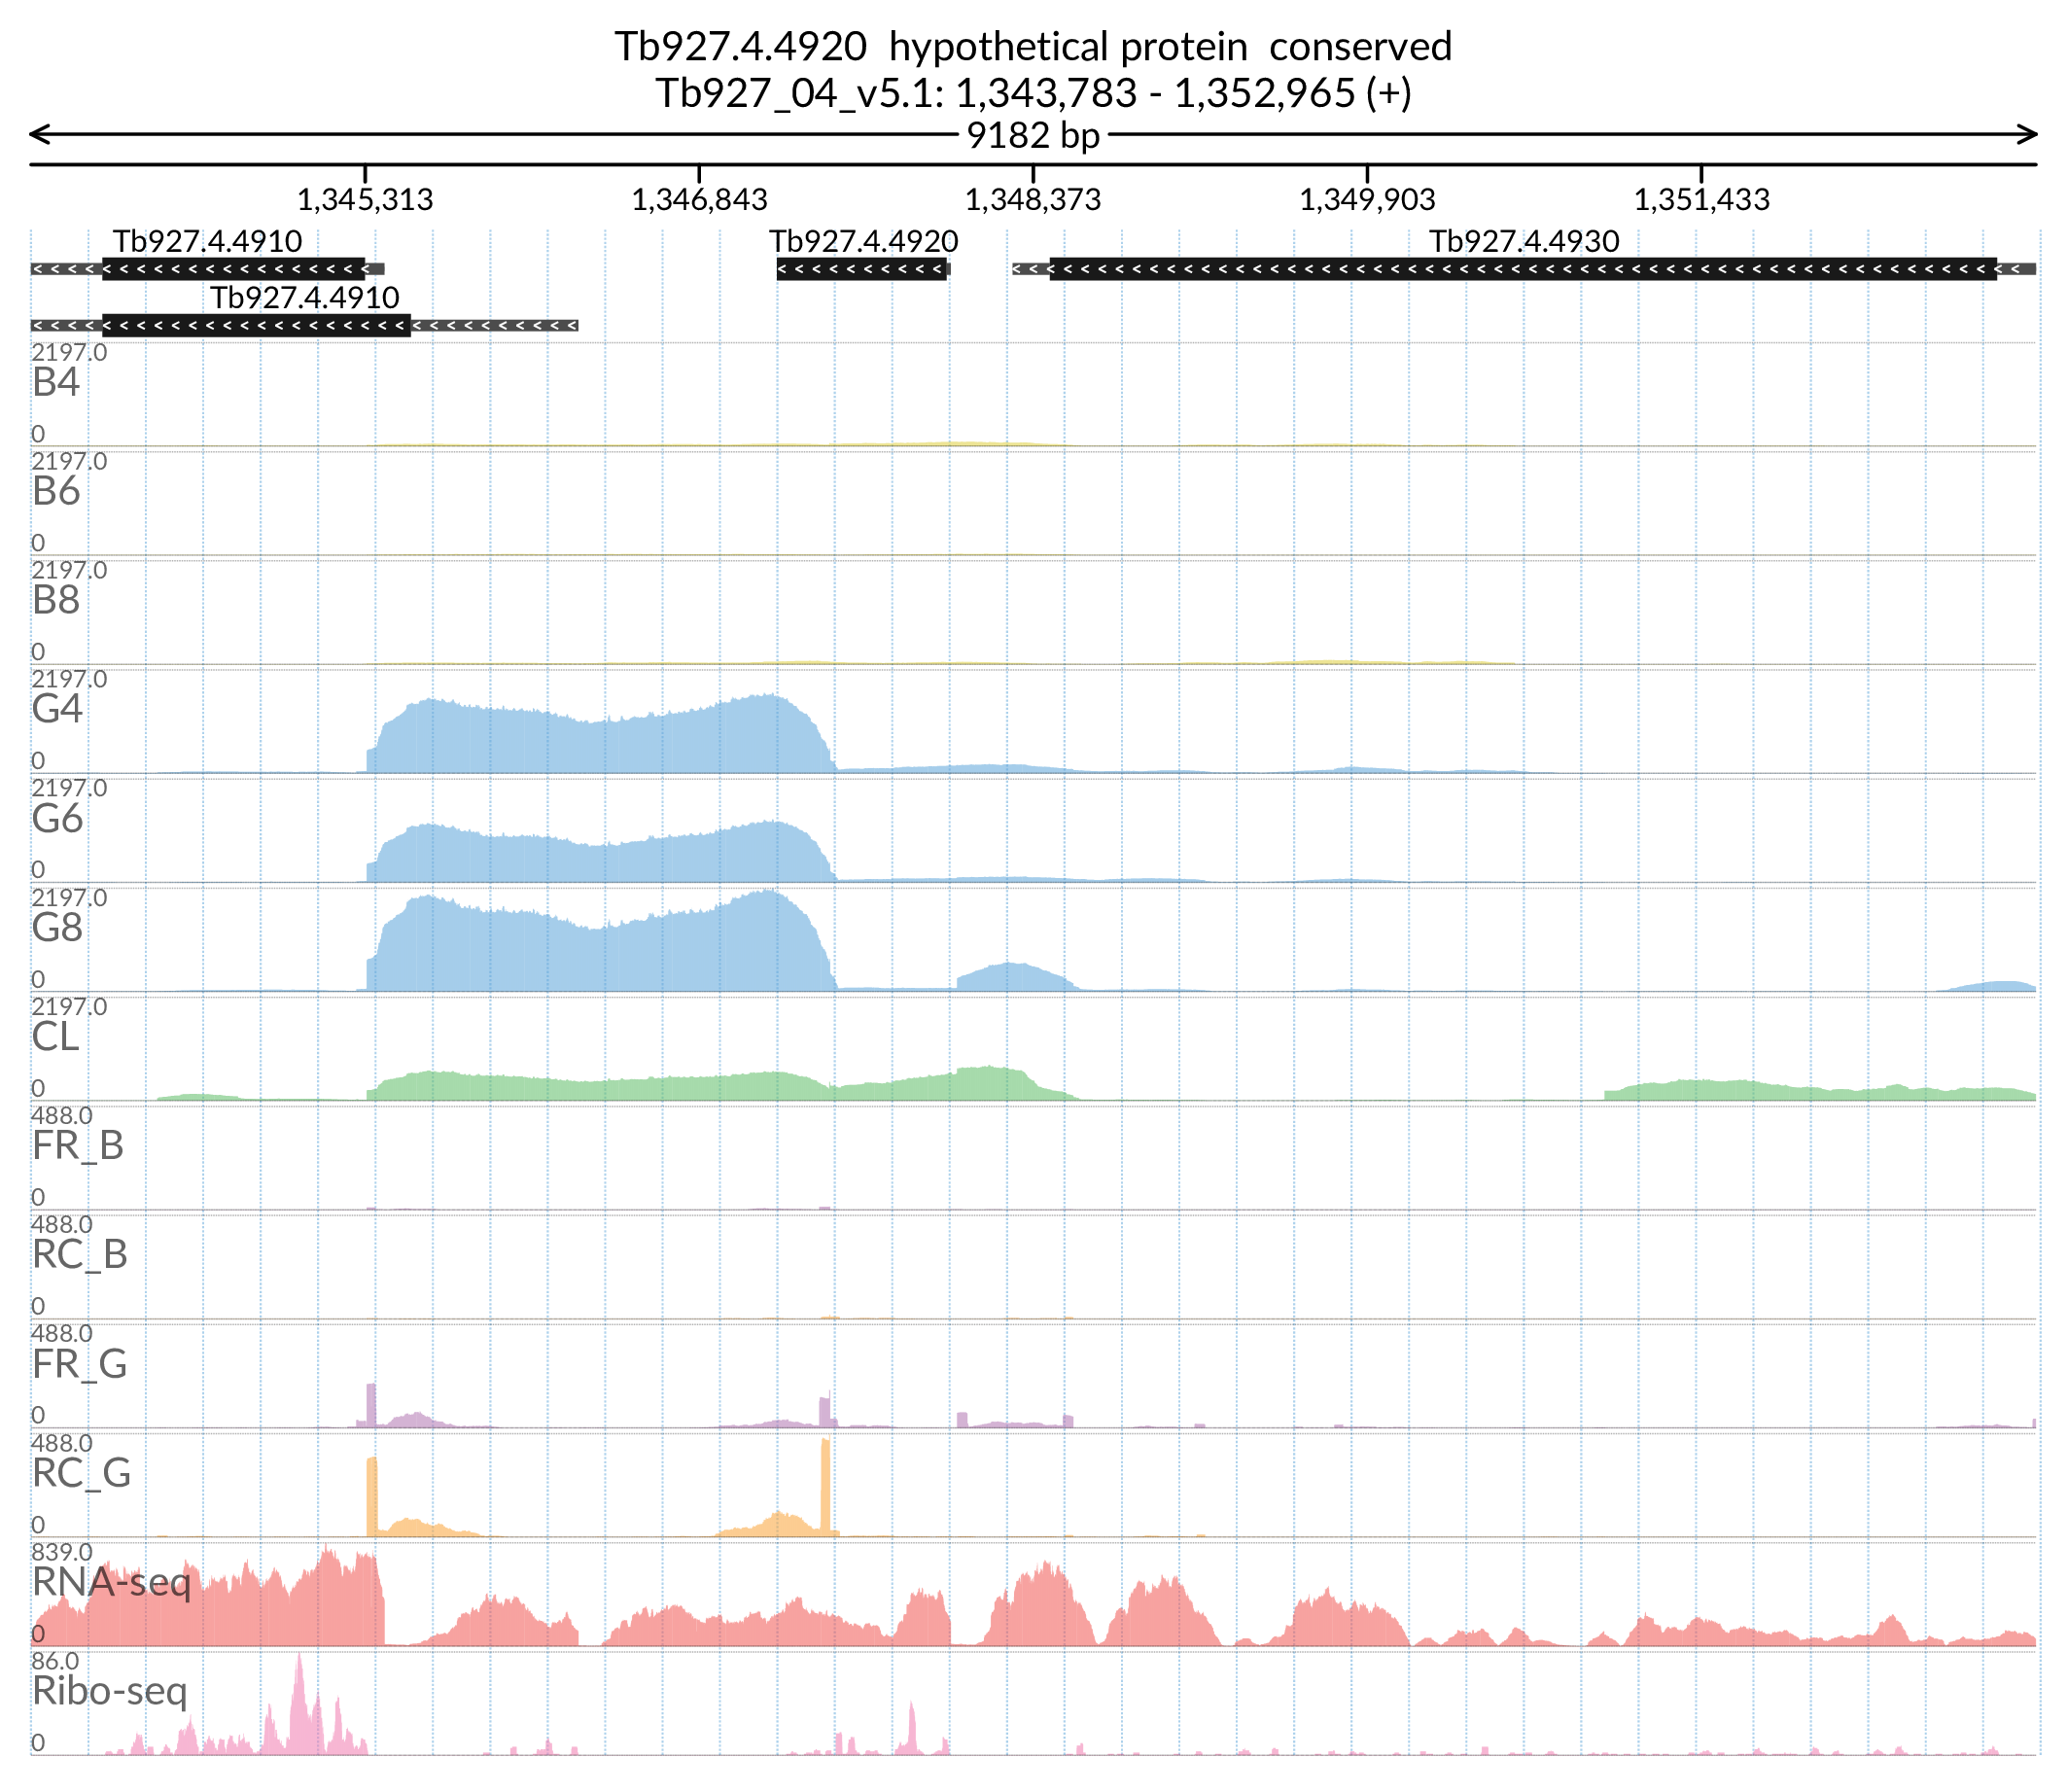 Tb927.4.4920  hypothetical protein  conserved
Tb927_04_v5.1: 1,343,783 - 1,352,965 (+)
9182 bp
1,345,313 1,346,843 1,348,373 1,349,903 1,351,433
Tb927.4.4910 Tb927.4.4920 Tb927.4.4930
Tb927.4.4910
2197.0
B4
0
2197.0
B6
0
2197.0
B8
0
2197.0
G4
0
2197.0
G6
0
2197.0
G8
0
2197.0
CL
0
488.0
FR_B
0
488.0
RC_B
0
488.0
FR_G
0
488.0
RC_G
0
839.0
RNA-seq
0
86.0
Ribo-seq
0